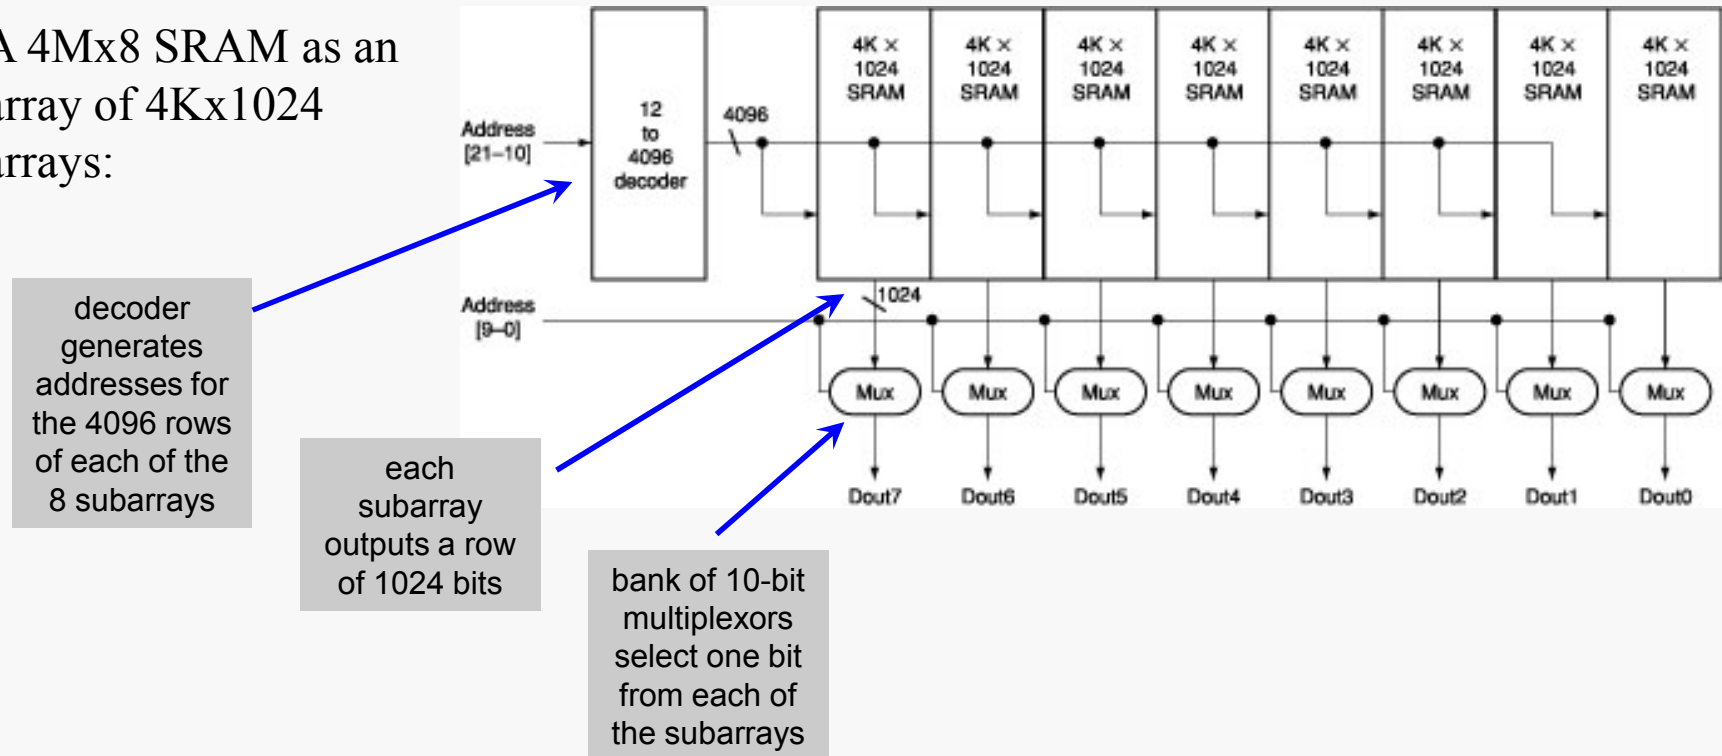 A 4Mx8 SRAM as an
array of 4Kx1024
arrays:
4K ×
1024
SRAM
4K ×
1024
SRAM
4K ×
1024
SRAM
4K ×
1024
SRAM
4K ×
1024
SRAM
4K ×
1024
SRAM
4K ×
1024
SRAM
4K ×
1024
SRAM
Address
[21–10]
12
to
4096
decoder
4096
decoder
generates
addresses for
the 4096 rows
of each of the
8 subarrays
Address
[9–0]
1024
Mux
Mux
Mux
Mux
Mux
Mux
Mux
Mux
Dout7
Dout6
Dout5
Dout4
Dout3
Dout2
Dout1
Dout0
each
subarray
outputs a row
of 1024 bits
bank of 10-bit
multiplexors
select one bit
from each of
the subarrays